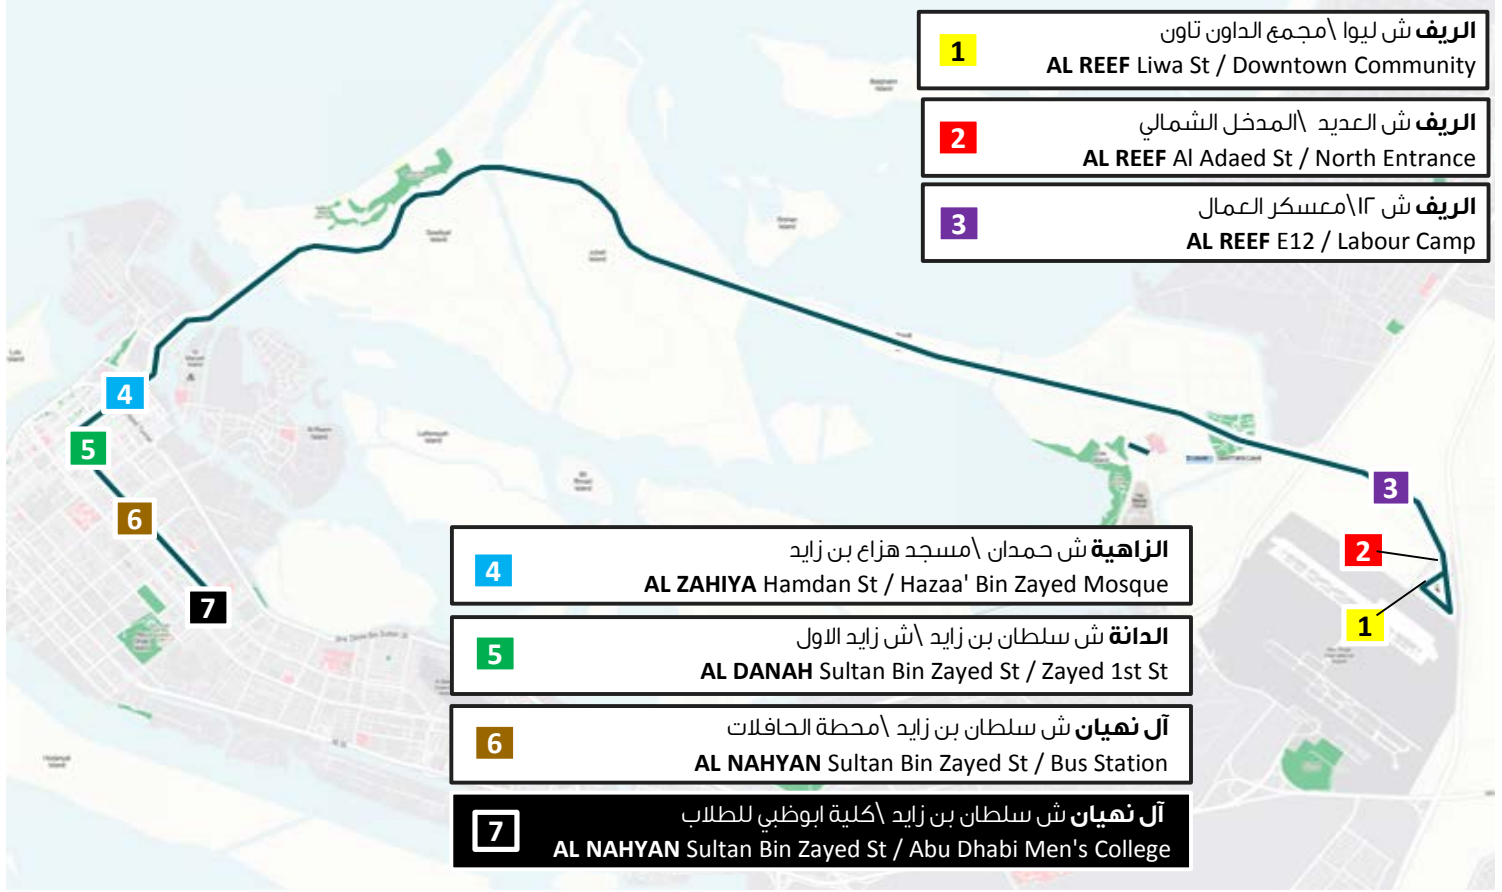 الريف ش ليوا \مجمع الداون تاون
1
AL REEF Liwa St / Downtown Community
الريف ش العديد \المدخل الشمالي
2
AL REEF Al Adaed St / North Entrance
الريف ش ١٢\معسكر العمال
3
AL REEF E12 / Labour Camp
4
5
6
7
3
2
1
الزاهية ش حمدان \مسجد هزاع بن زايد
4
AL ZAHIYA Hamdan St / Hazaa' Bin Zayed Mosque
الدانة ش سلطان بن زايد \ش زايد الاول
5
AL DANAH Sultan Bin Zayed St / Zayed 1st St
آل نهيان ش سلطان بن زايد \محطة الحافلات
6
AL NAHYAN Sultan Bin Zayed St / Bus Station
آل نهيان ش سلطان بن زايد \كلية ابوظبي للطلاب
7
AL NAHYAN Sultan Bin Zayed St / Abu Dhabi Men's College